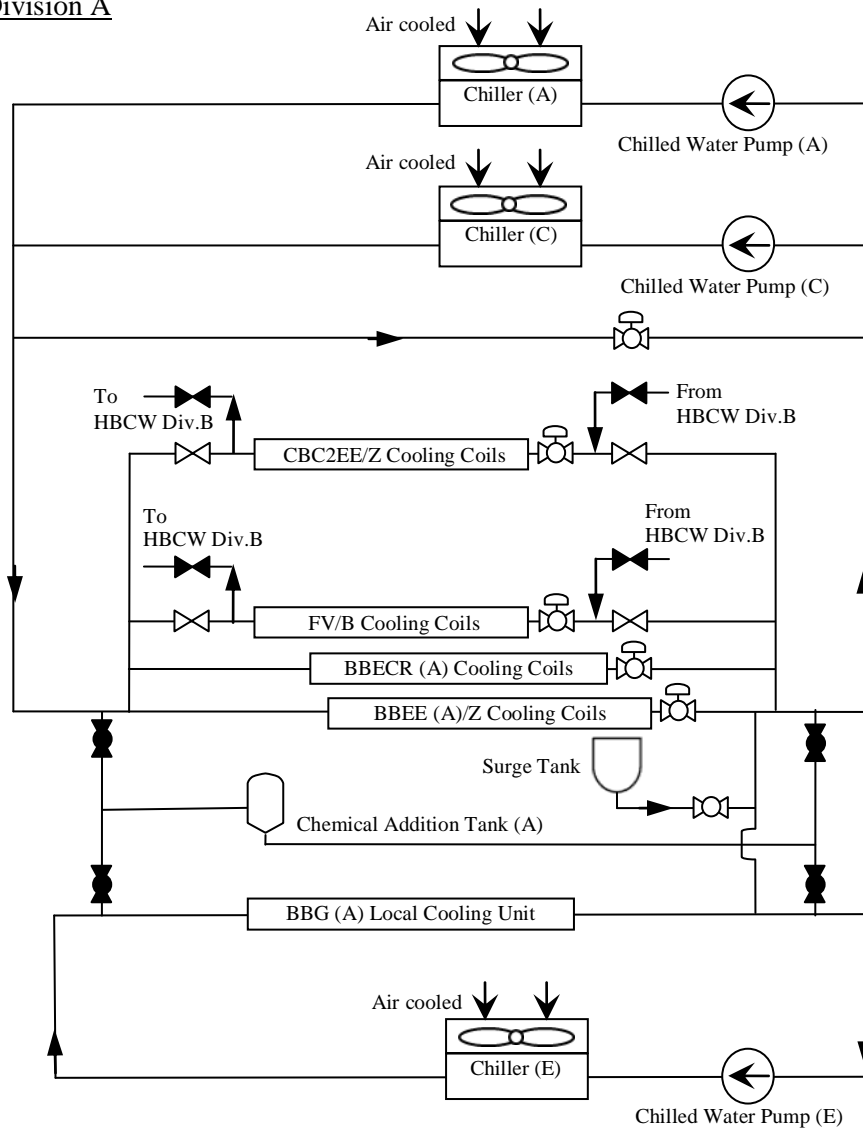 Division A
Air cooled
Chiller (A)
Chilled Water Pump (A)
Air cooled
Chiller (C)
Chilled Water Pump (C)
To
HBCW Div.B
From
HBCW Div.B
CBC2EE/Z Cooling Coils
To
HBCW Div.B
From
HBCW Div.B
FV/B Cooling Coils
BBECR (A) Cooling Coils
BBEE (A)/Z Cooling Coils
Surge Tank
Chemical Addition Tank (A)
BBG (A) Local Cooling Unit
Air cooled
Chiller (E)
Chilled Water Pump (E)